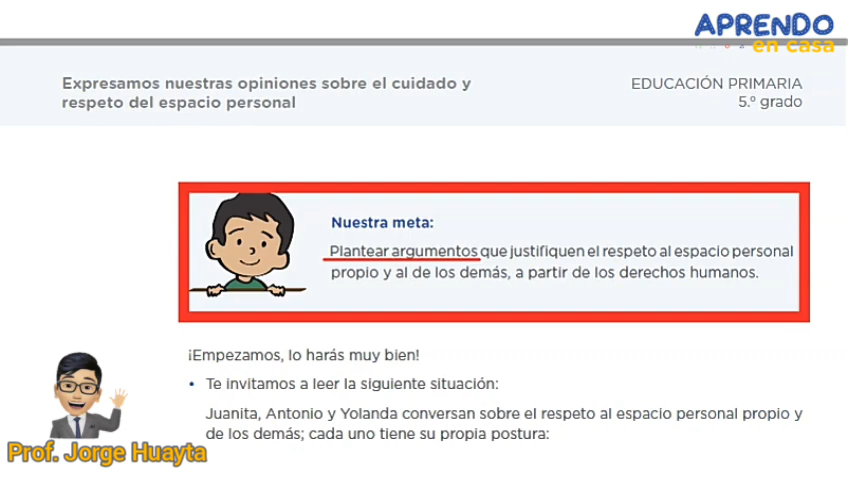 APRENDO
en casa
Expresamos nuestras opiniones sobre el cuidado y
respeto del espacio personal
EDUCACIÓN PRIMARIA
5.° grado
Nuestra meta:
Plantear argumentos que justifiquen el respeto al espacio personal
propio y al de los demás, a partir de los derechos humanos.
¡Empezamos, lo harás muy bien!
• Te invitamos a leer la siguiente situación:
Juanita, Antonio y Yolanda conversan sobre el respeto al espacio personal propio y
de los demás; cada uno tiene su propia postura:
Prof. Jorge Huayta